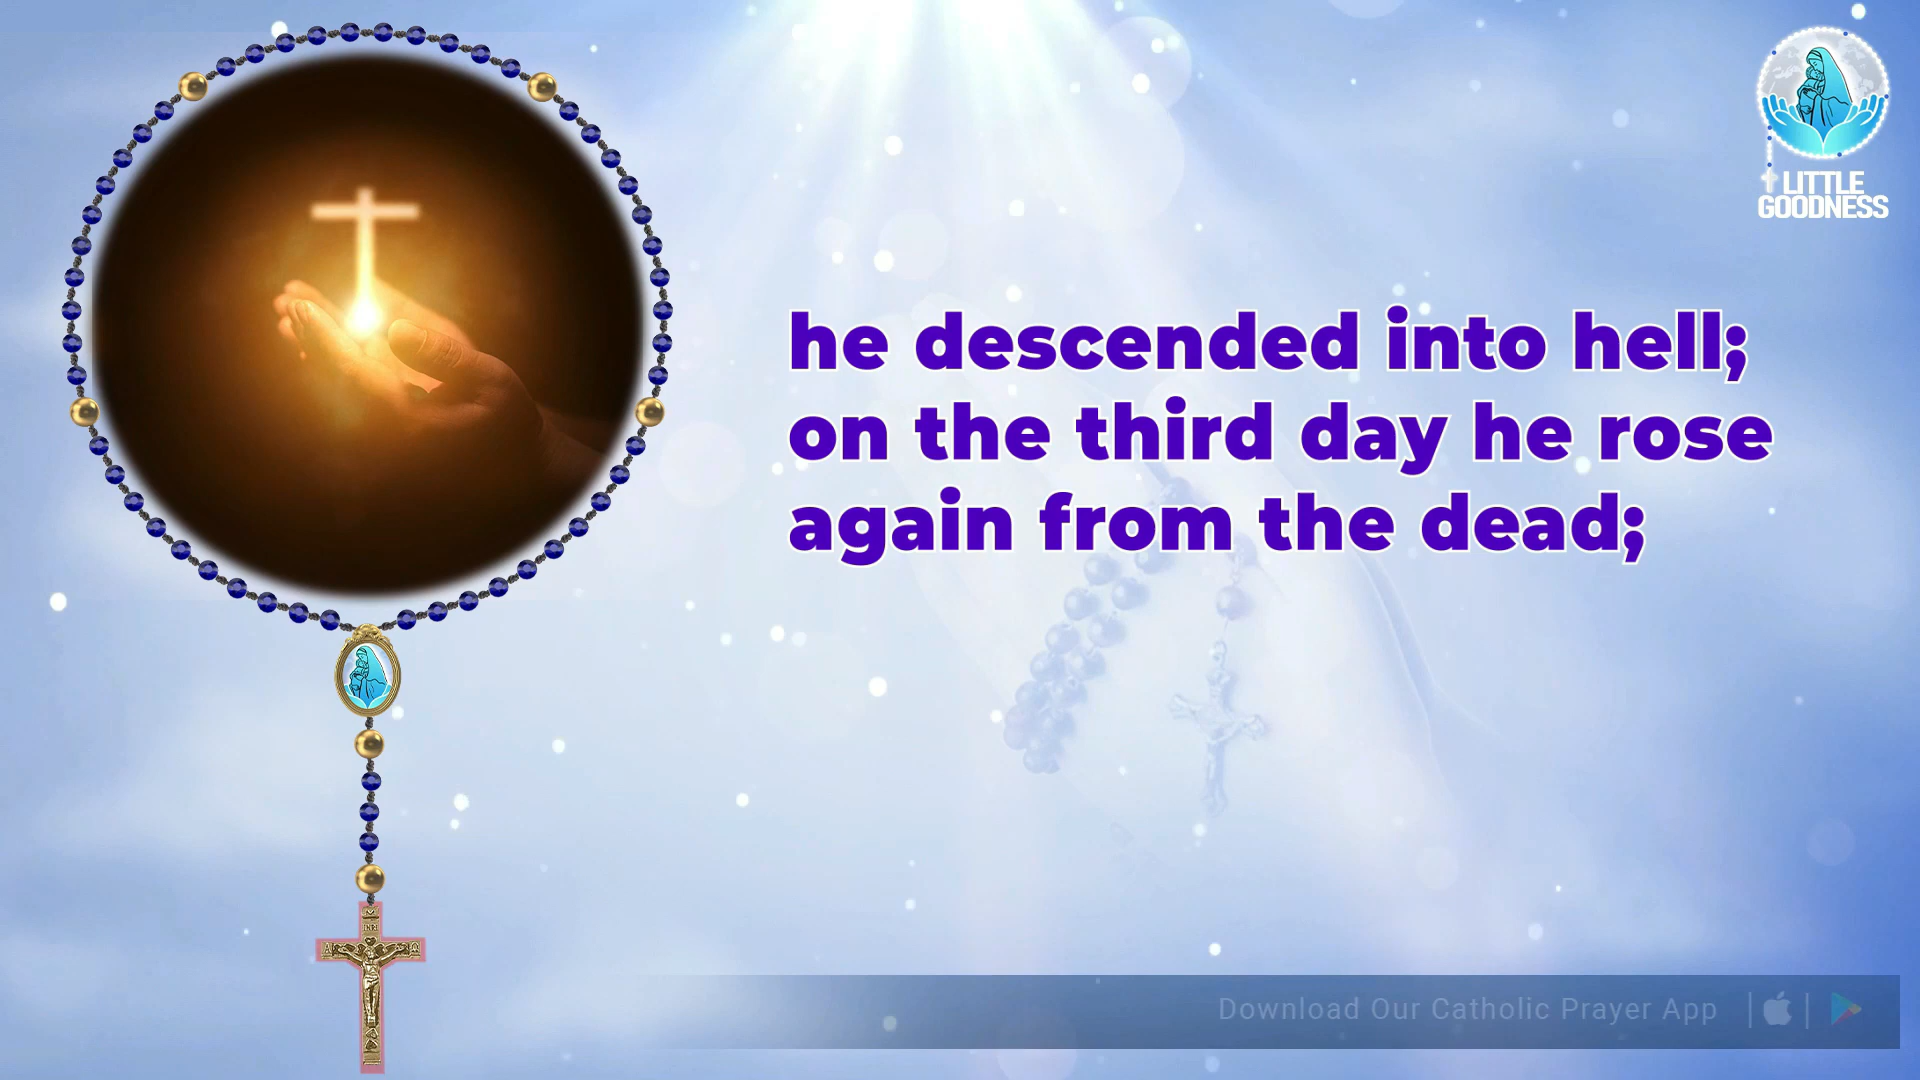 LITTLE
GOODNESS
he descended into hell;
on the third day he rose
again from the dead;
INRI
Download Our Catholic Prayer App